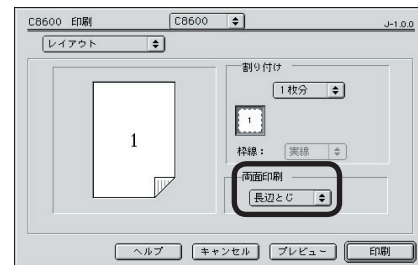 C8600 印刷 C8600 J-1.0.0
レイアウト
割り付け
1 枚分
1
1
枠線： 実線
両面印刷
長辺とじ
ヘルプ キャンセル プレビュー 印刷